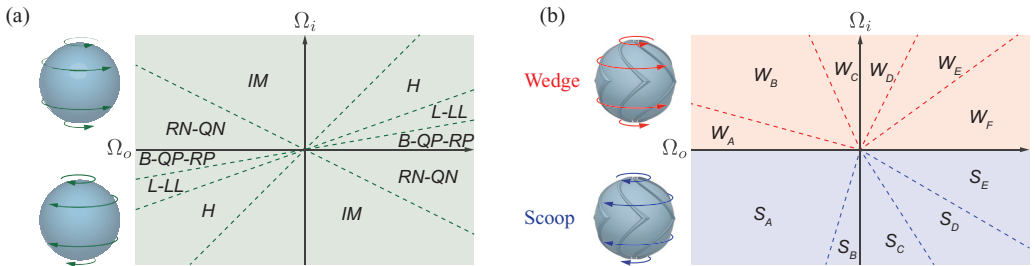 (a)
Ω_i
IM
H
L-LL
RN-QN
B-QP-RP
Ω_o
B-QP-RP
RN-QN
L-LL
H
IM
(b)
Ω_i
Wedge
W_B
W_C
W_D
W_E
W_A
W_F
Ω_o
Scoop
S_A
S_B
S_C
S_D
S_E